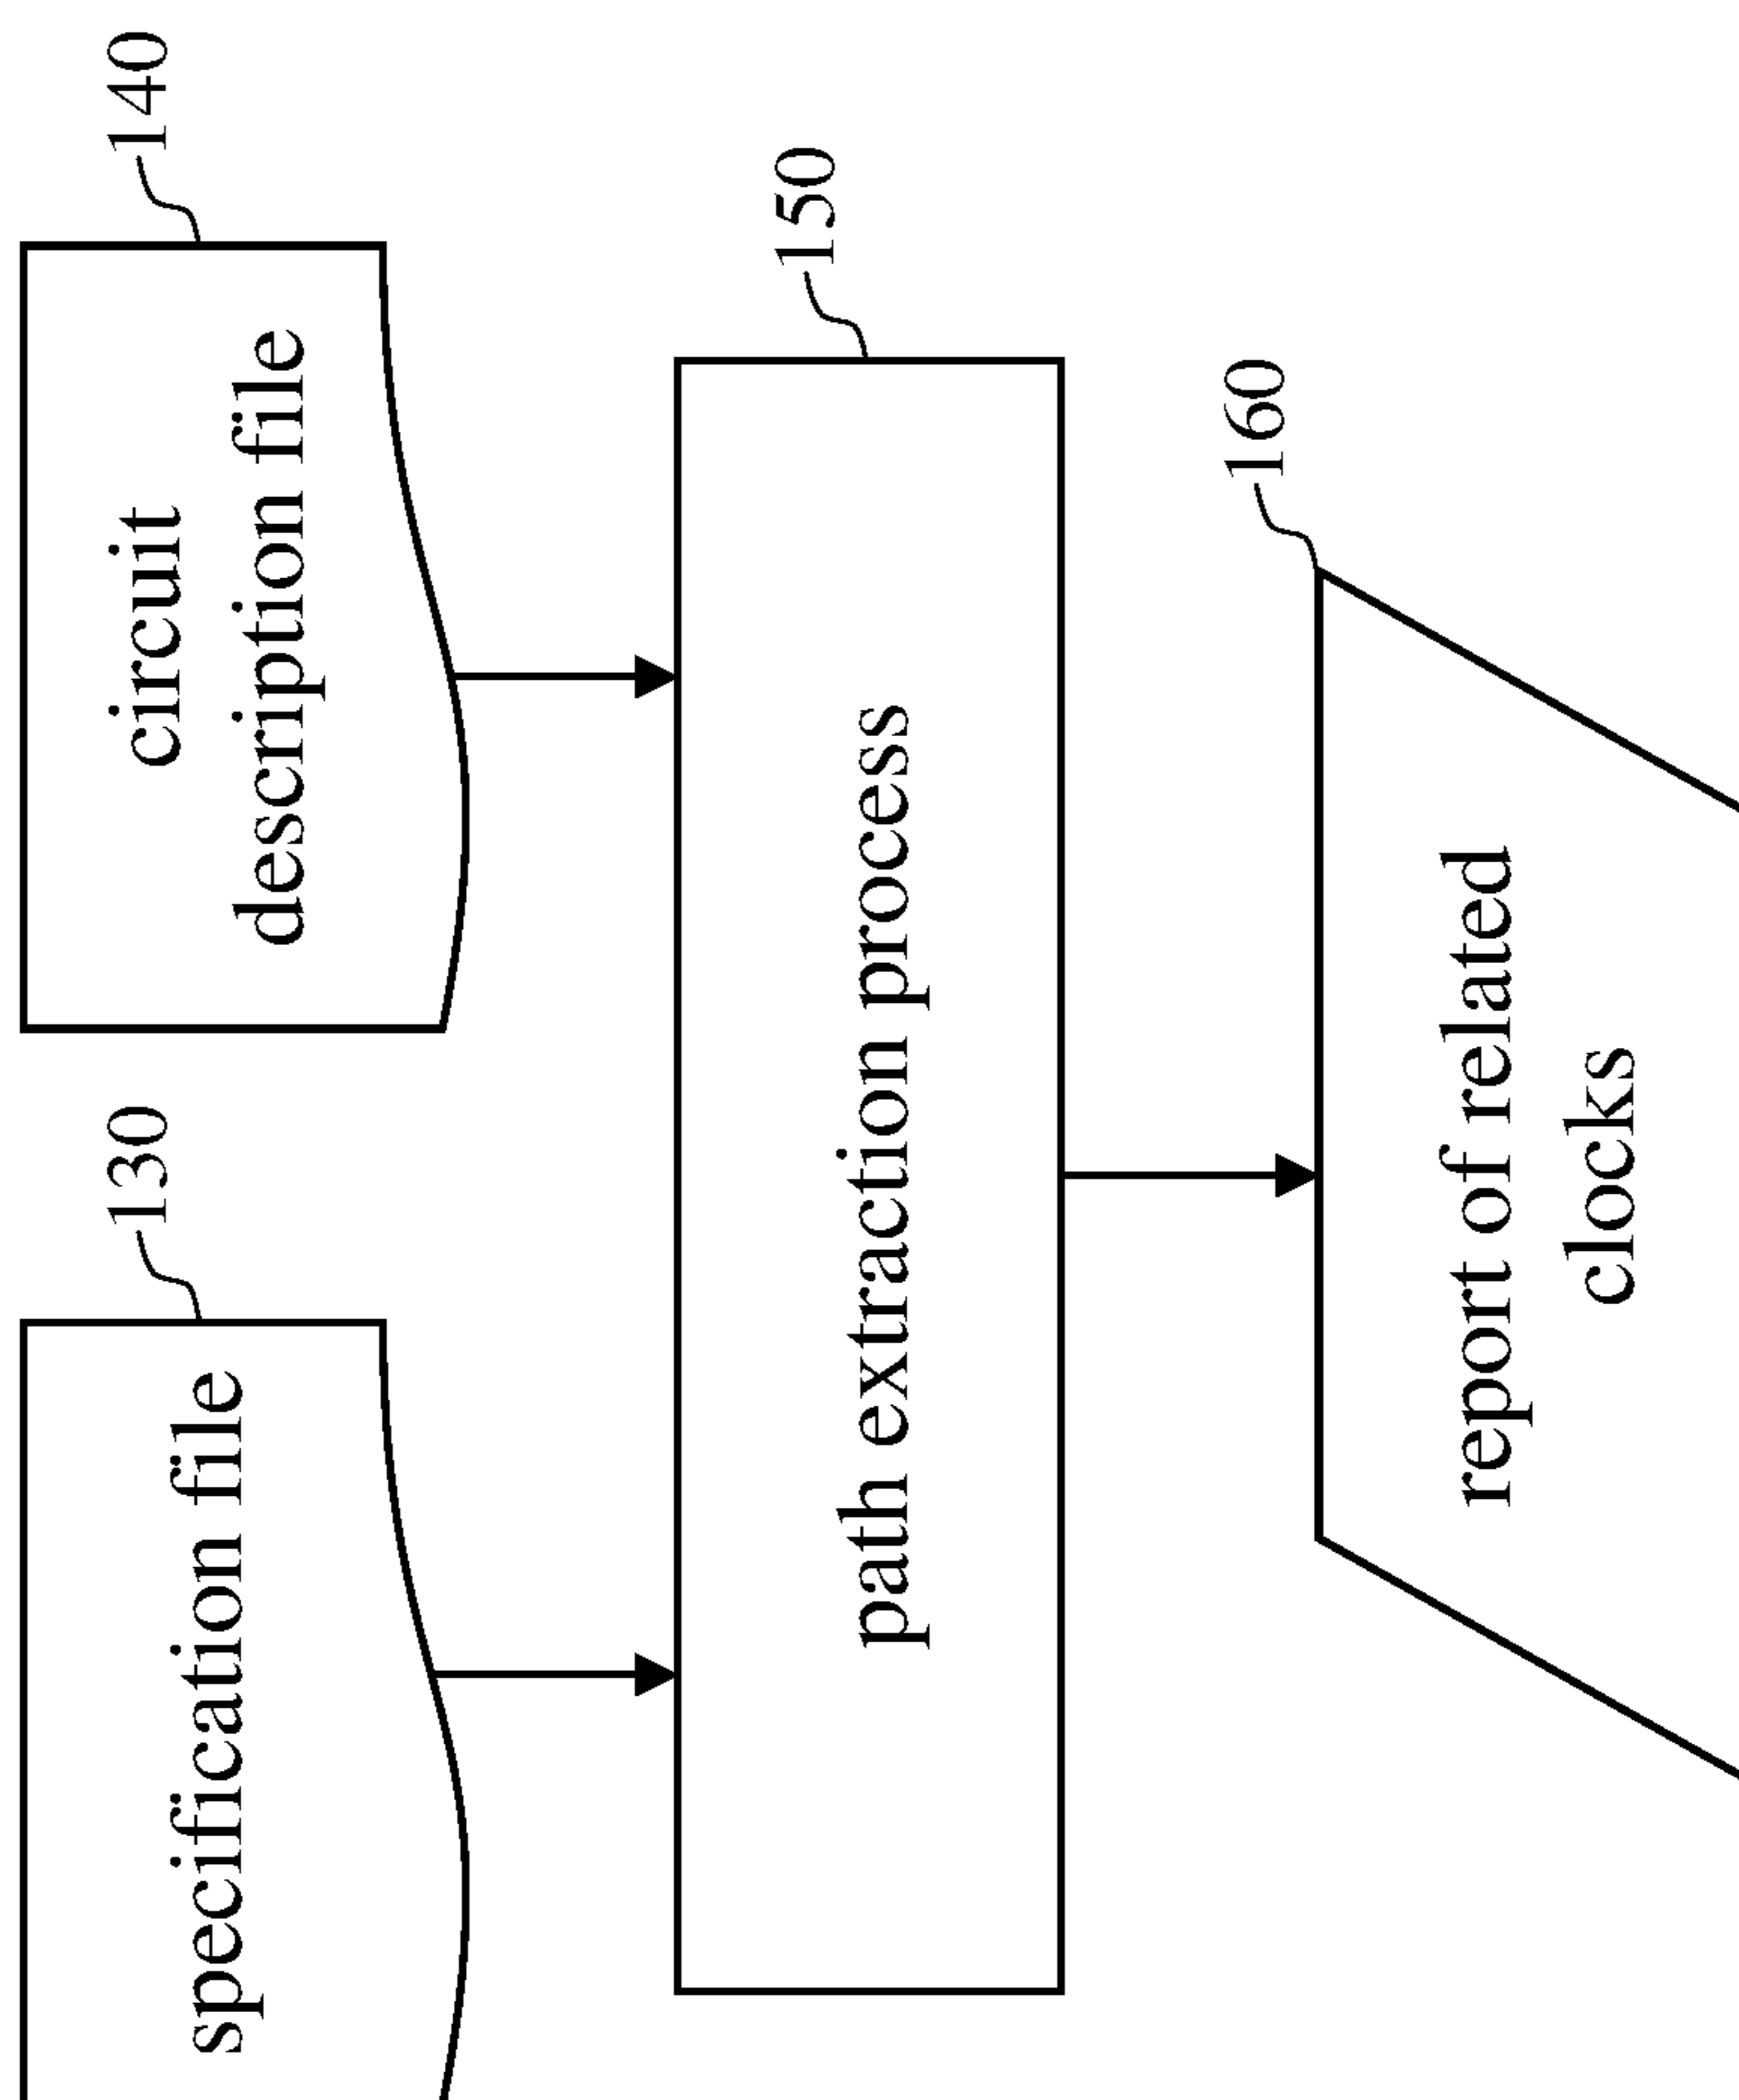 specification file
130
circuit
description file
140
path extraction process
150
report of related
clocks
160